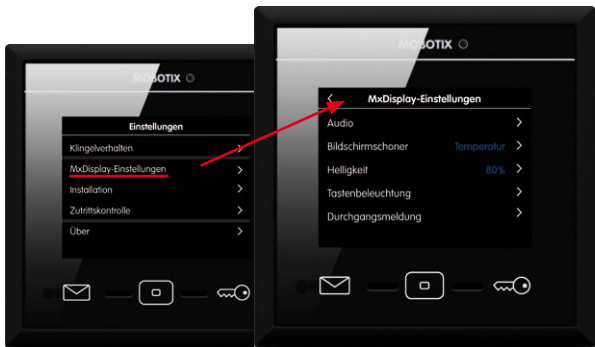 MOBOTIX
Einstellungen
Klingelverhalten
MxDisplay-Einstellungen
Installation
Zutrittskontrolle
Über
MOBOTIX
MxDisplay-Einstellungen
Audio
Bildschirmschoner Temperatur
Helligkeit 80%
Tastenbeleuchtung
Durchgangsmeldung